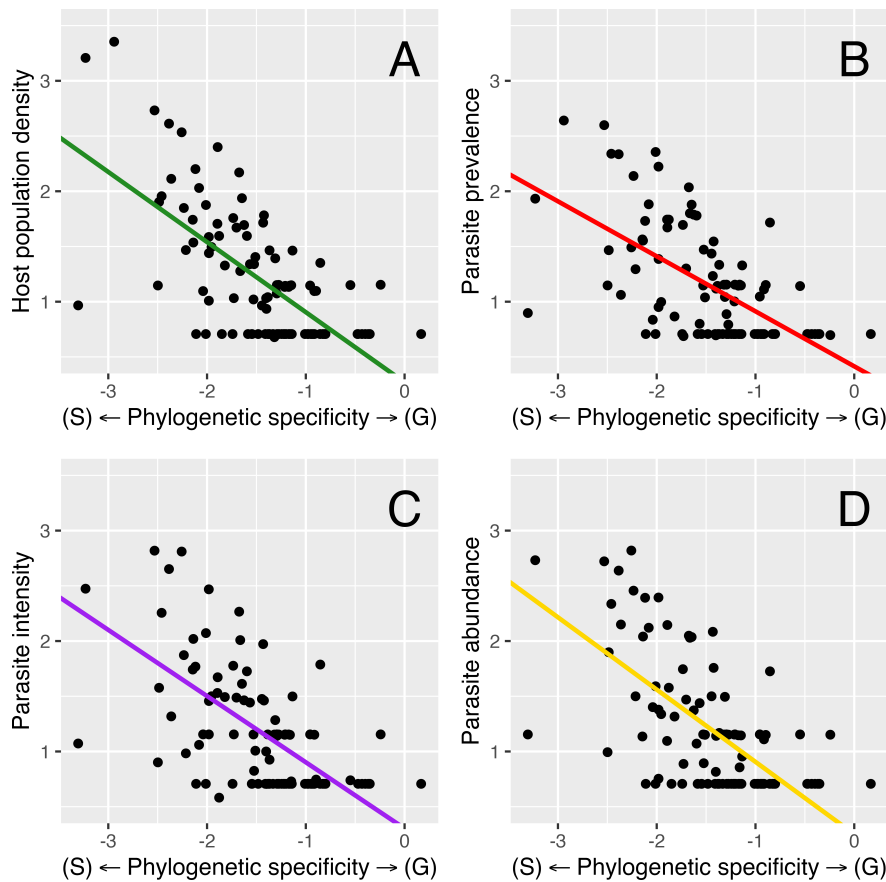 A
Host population density
3
2
1
-3 -2 -1 0
(S) ← Phylogenetic specificity → (G)
B
Parasite prevalence
3
2
1
-3 -2 -1 0
(S) ← Phylogenetic specificity → (G)
C
Parasite intensity
3
2
1
-3 -2 -1 0
(S) ← Phylogenetic specificity → (G)
D
Parasite abundance
3
2
1
-3 -2 -1 0
(S) ← Phylogenetic specificity → (G)